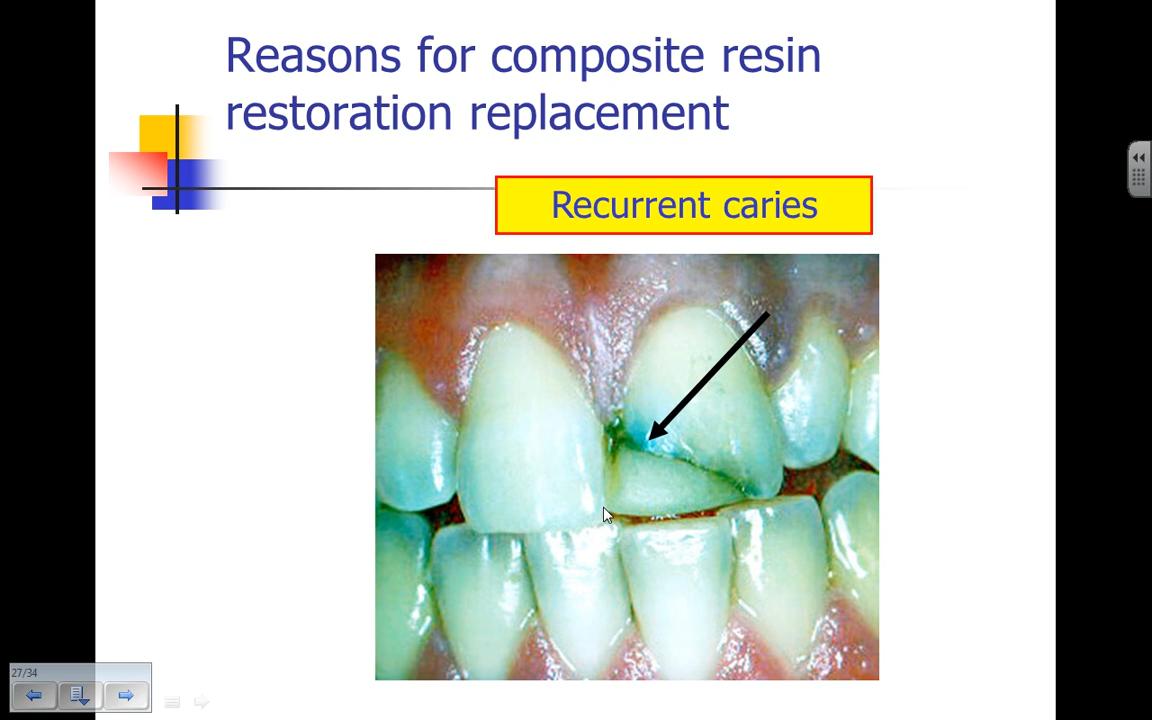 Reasons for composite resin
restoration replacement
Recurrent caries
27/34